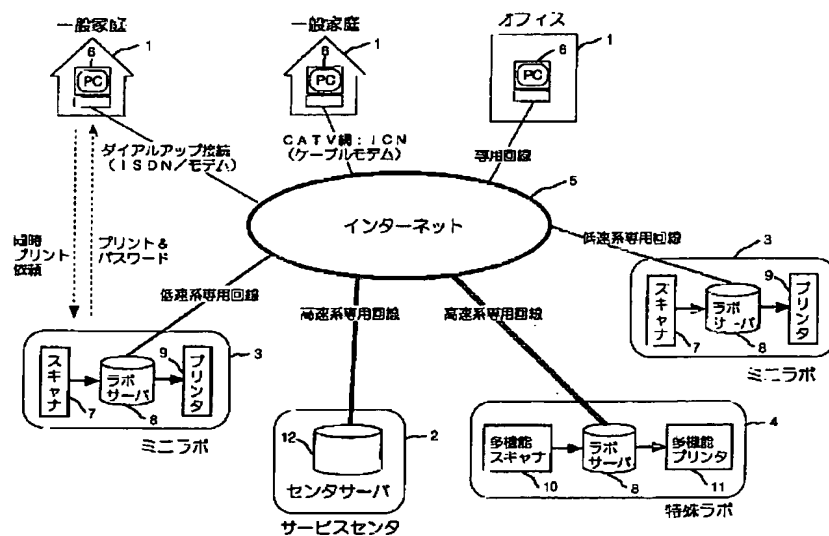 一般家庭
一般家庭
オフィス
1
1
1
6
6
6
PC
PC
PC
ダイアルアップ接続
(ISDN/モデム)
CATV網:ICN
(ケーブルモデム)
専用回線
5
インターネット
同時
プリント
依頼
プリント&
パスワード
低速系専用回線
高速系専用回線
高速系専用回線
低速系専用回線
3
スキャナ
7
ラボ
サーバ
8
9
プリンタ
ミニラボ
3
スキャナ
7
ラボ
サーバ
8
9
プリンタ
ミニラボ
2
12
センタサーバ
サービスセンタ
4
多機能
スキャナ
10
ラボ
サーバ
8
多機能
プリンタ
11
特殊ラボ